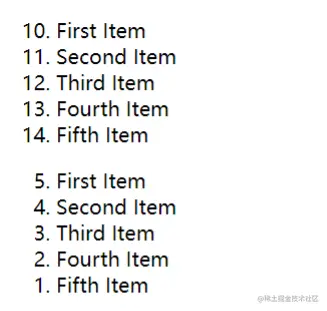 10. First Item
11. Second Item
12. Third Item
13. Fourth Item
14. Fifth Item
5. First Item
4. Second Item
3. Third Item
2. Fourth Item
1. Fifth Item
@稀土掘金技术社区